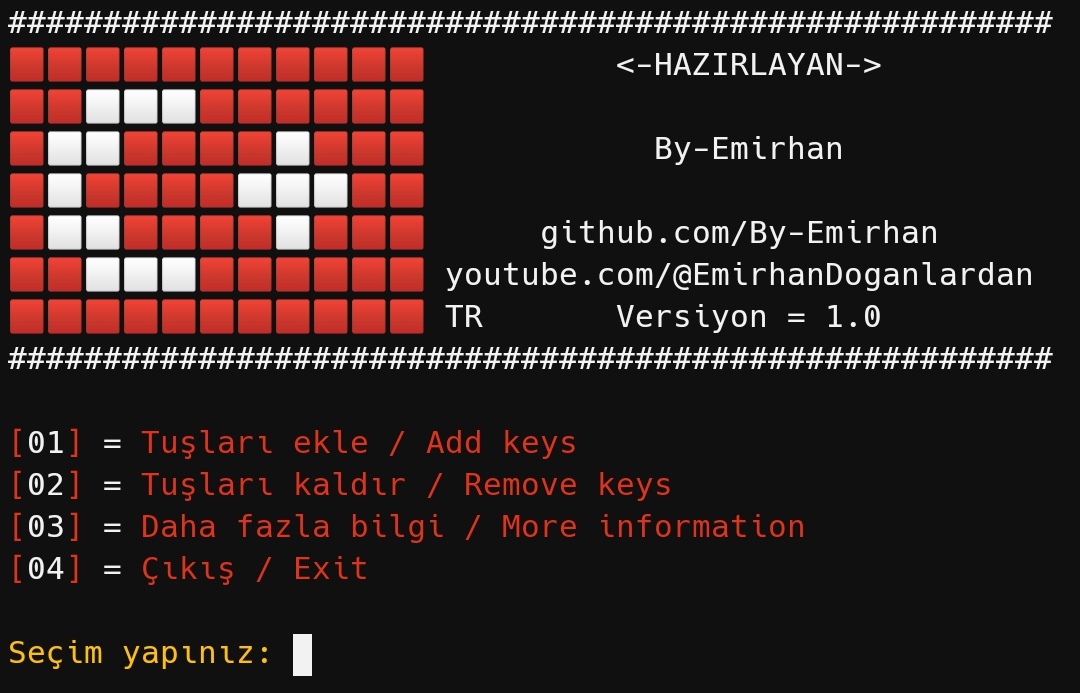 #######################################################
<-HAZIRLAYAN->
By-Emirhan
github.com/By-Emirhan
youtube.com/@EmirhanDoganlardan
TR Versiyon = 1.0
#######################################################
[01] = Tuşları ekle / Add keys
[02] = Tuşları kaldır / Remove keys
[03] = Daha fazla bilgi / More information
[04] = Çıkış / Exit
Seçim yapınız: